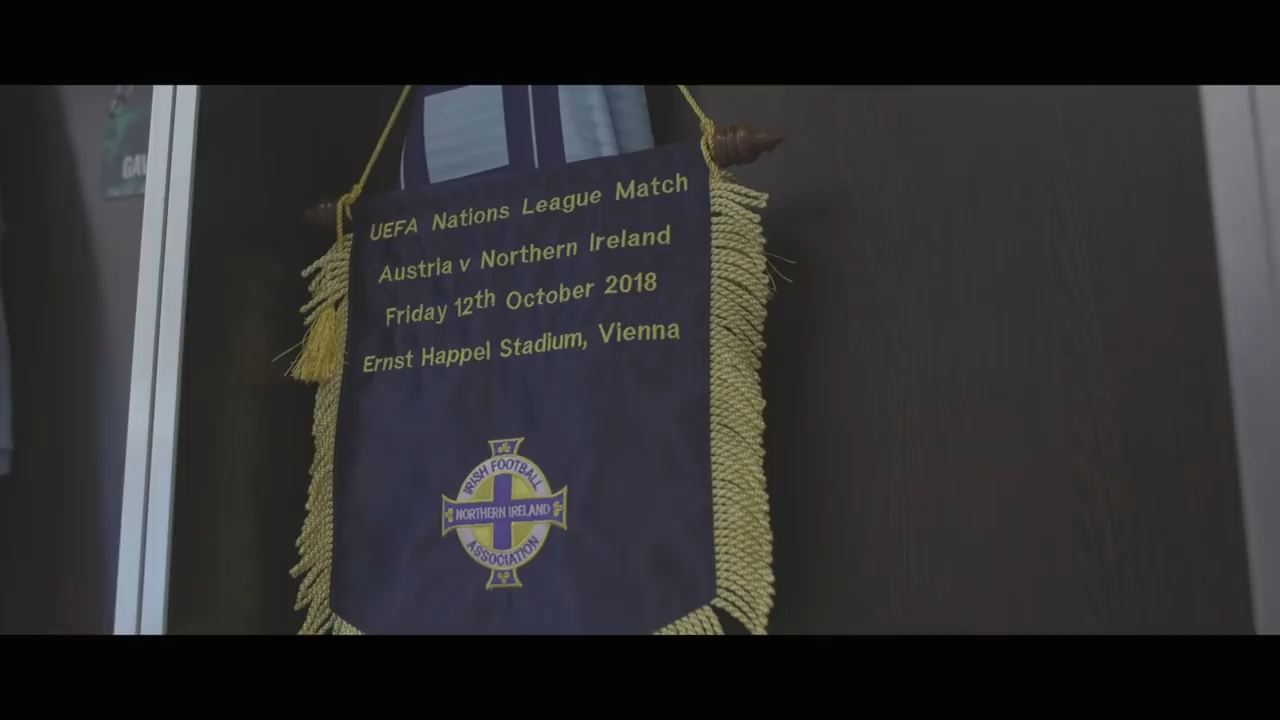 GAV
UEFA Nations League Match
Austria v Northern Ireland
Friday 12th October 2018
Ernst Happel Stadium, Vienna
IRISH FOOTBALL
NORTHERN IRELAND
ASSOCIATION